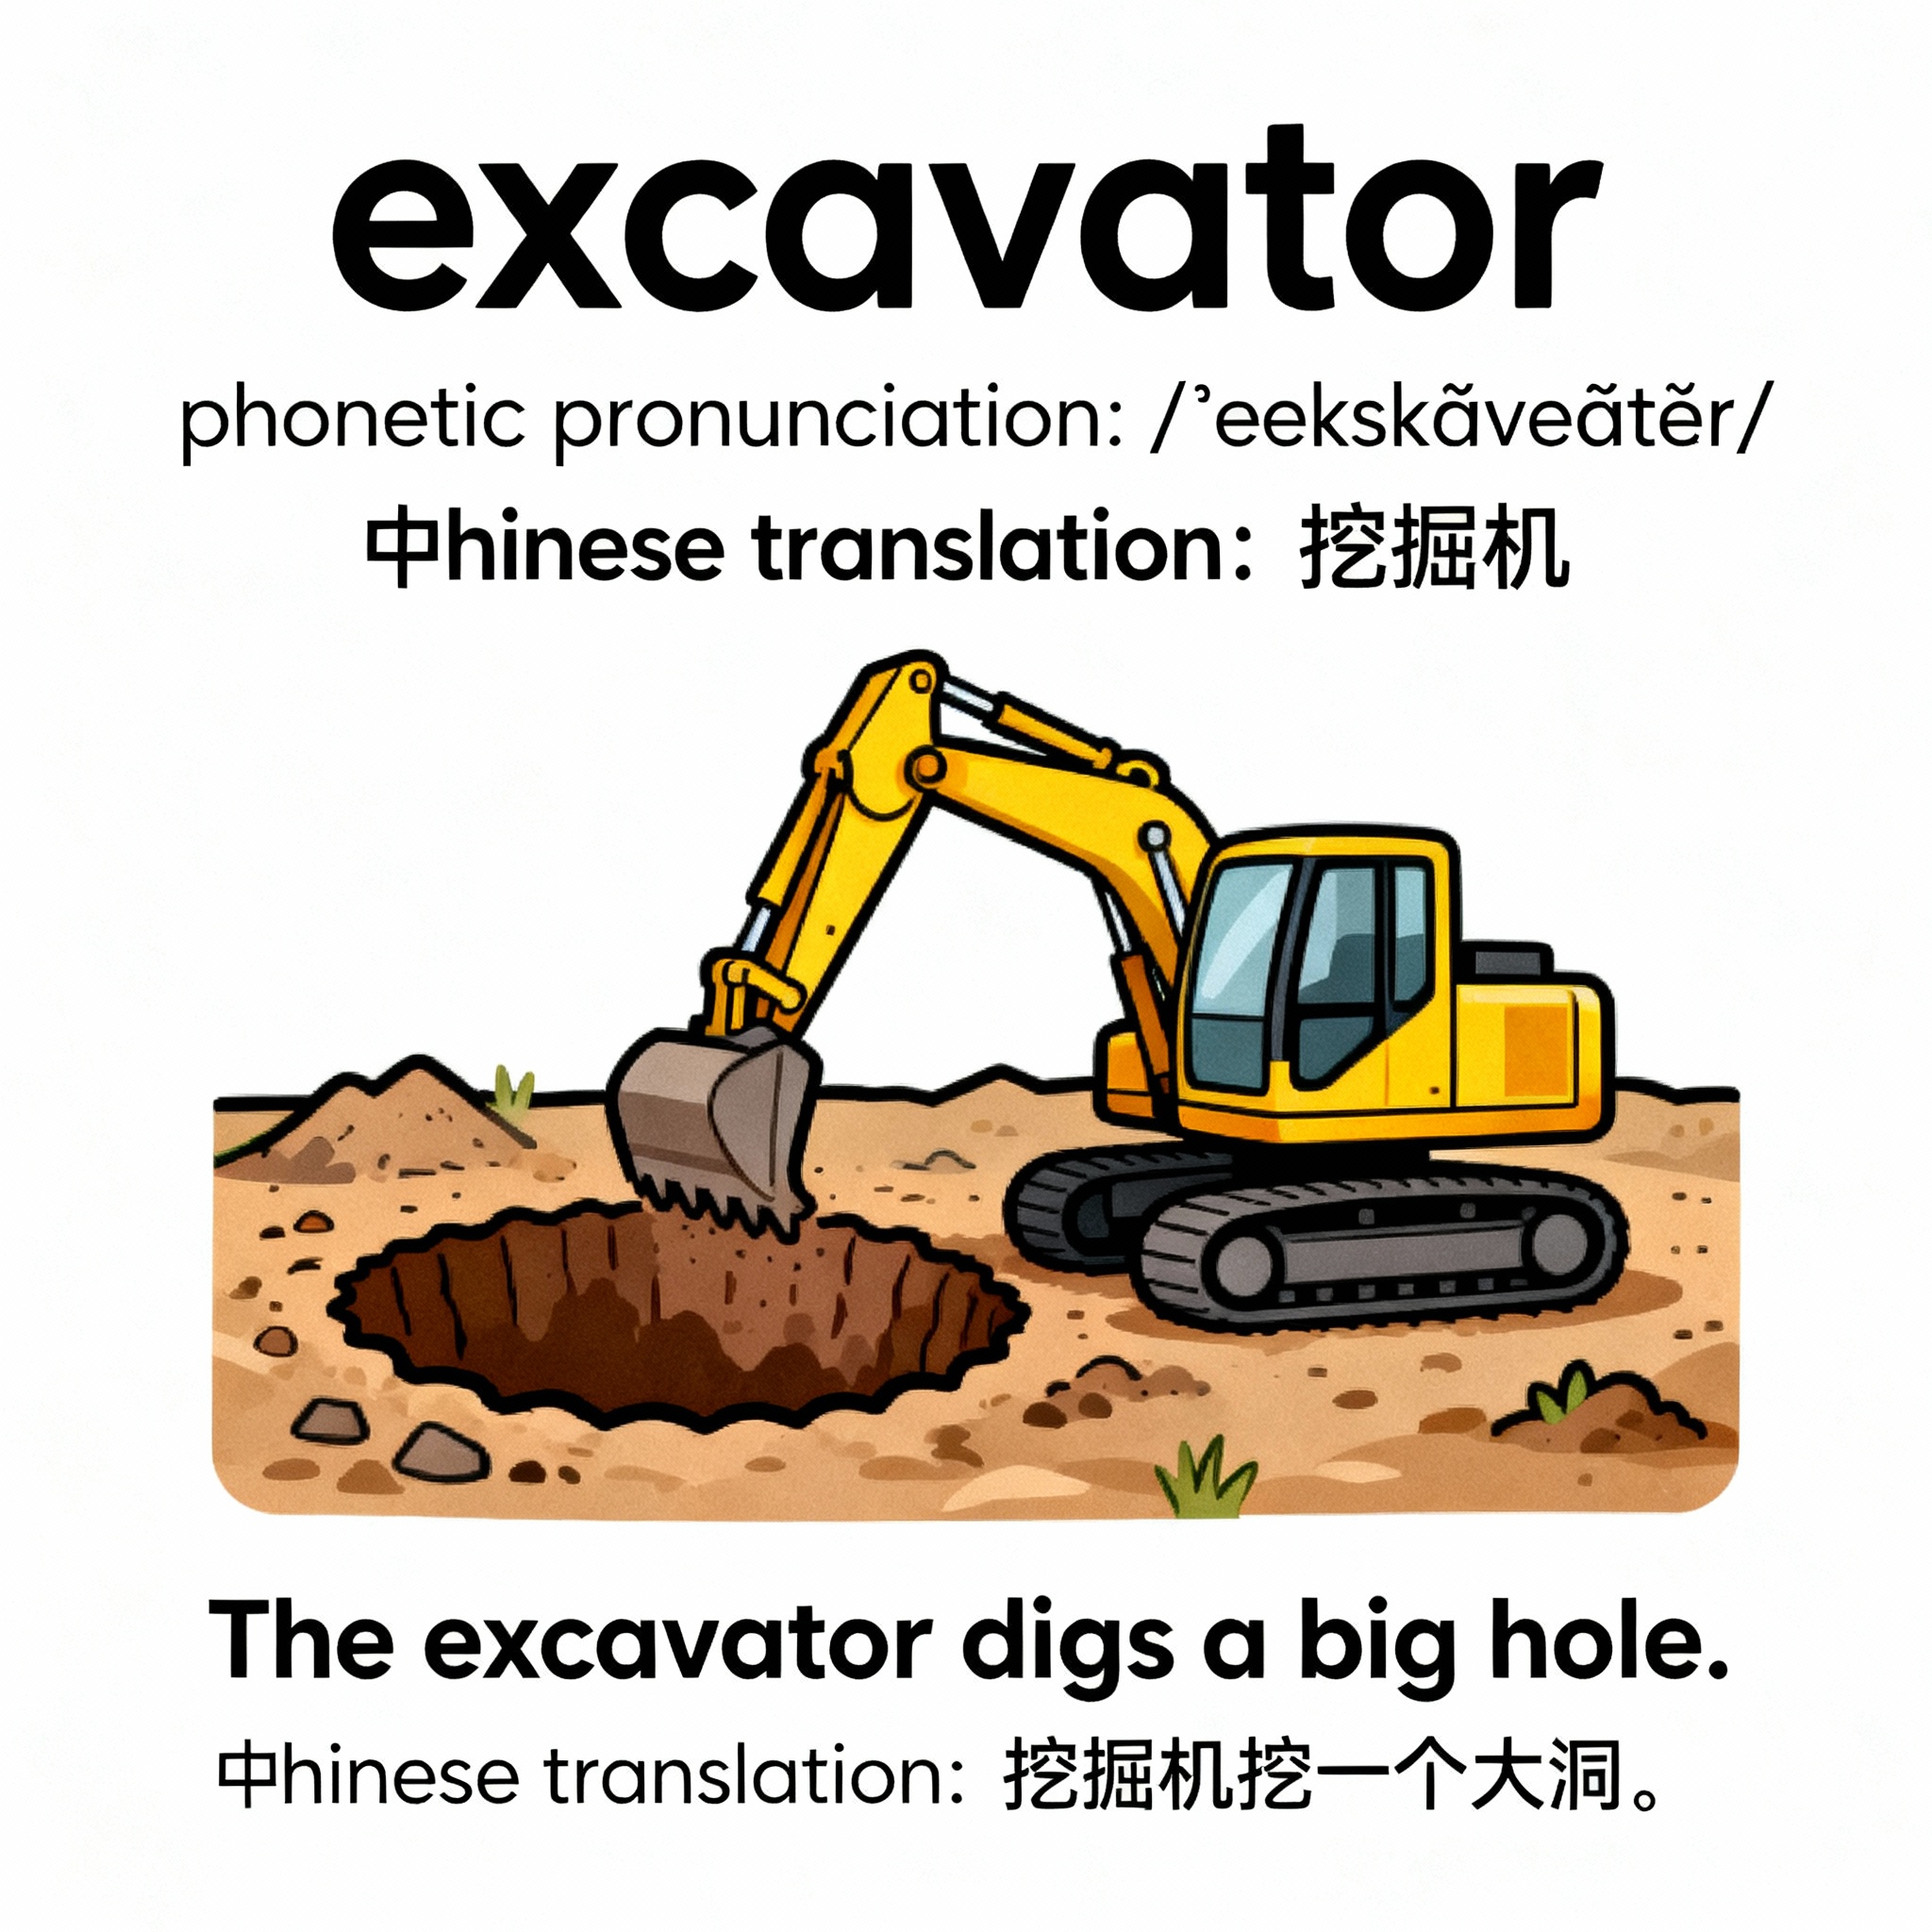 excavator
phonetic pronunciation: /’eekskãveãtẽr/
中hinese translation: 挖掘机
The excavator digs a big hole.
中hinese translation: 挖掘机挖一个大洞。